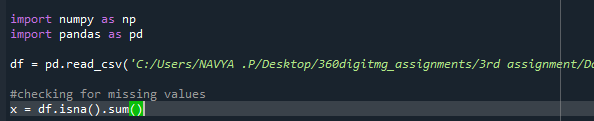 import numpy as np
import pandas as pd
df = pd.read_csv('C:/Users/NAVYA .P/Desktop/360digitmg_assignments/3rd assignment/Da
#checking for missing values
x = df.isna().sum()